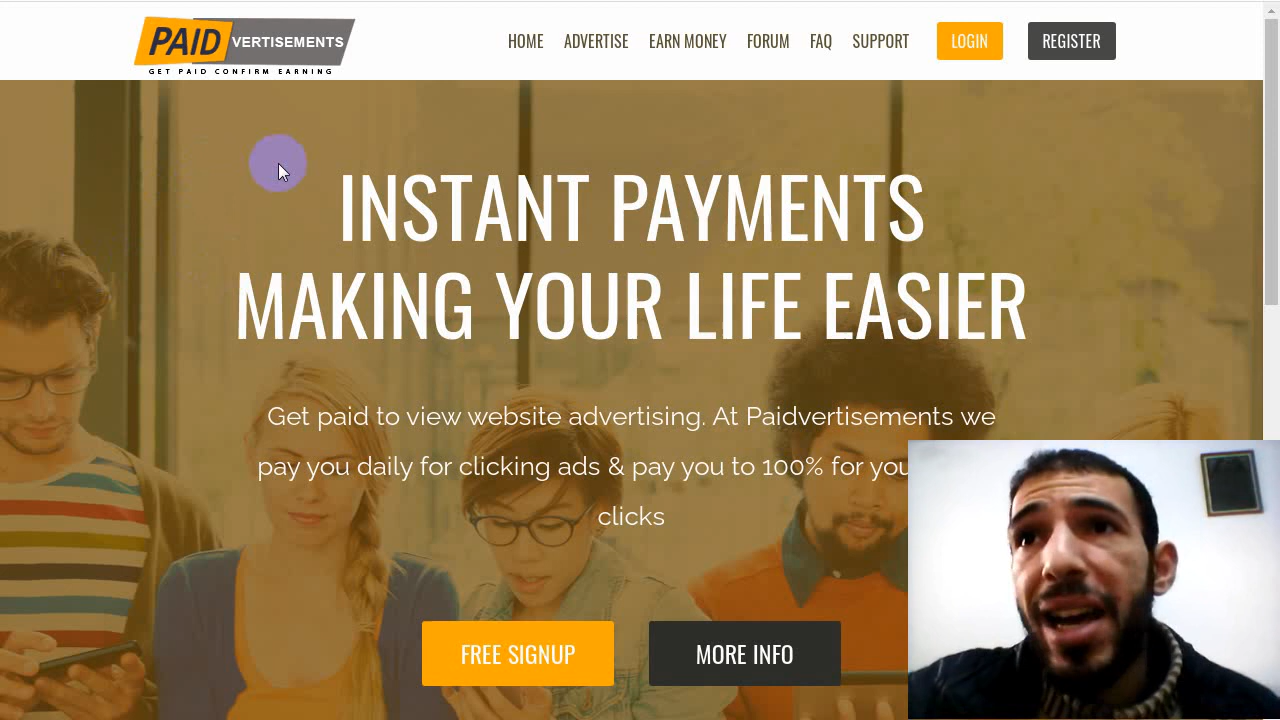 PAID VERTISEMENTS
GET PAID CONFIRM EARNING
HOME ADVERTISE EARN MONEY FORUM FAQ SUPPORT LOGIN REGISTER
INSTANT PAYMENTS
MAKING YOUR LIFE EASIER
Get paid to view website advertising. At Paidvertisements we
pay you daily for clicking ads & pay you to 100% for
clicks
FREE SIGNUP MORE INFO